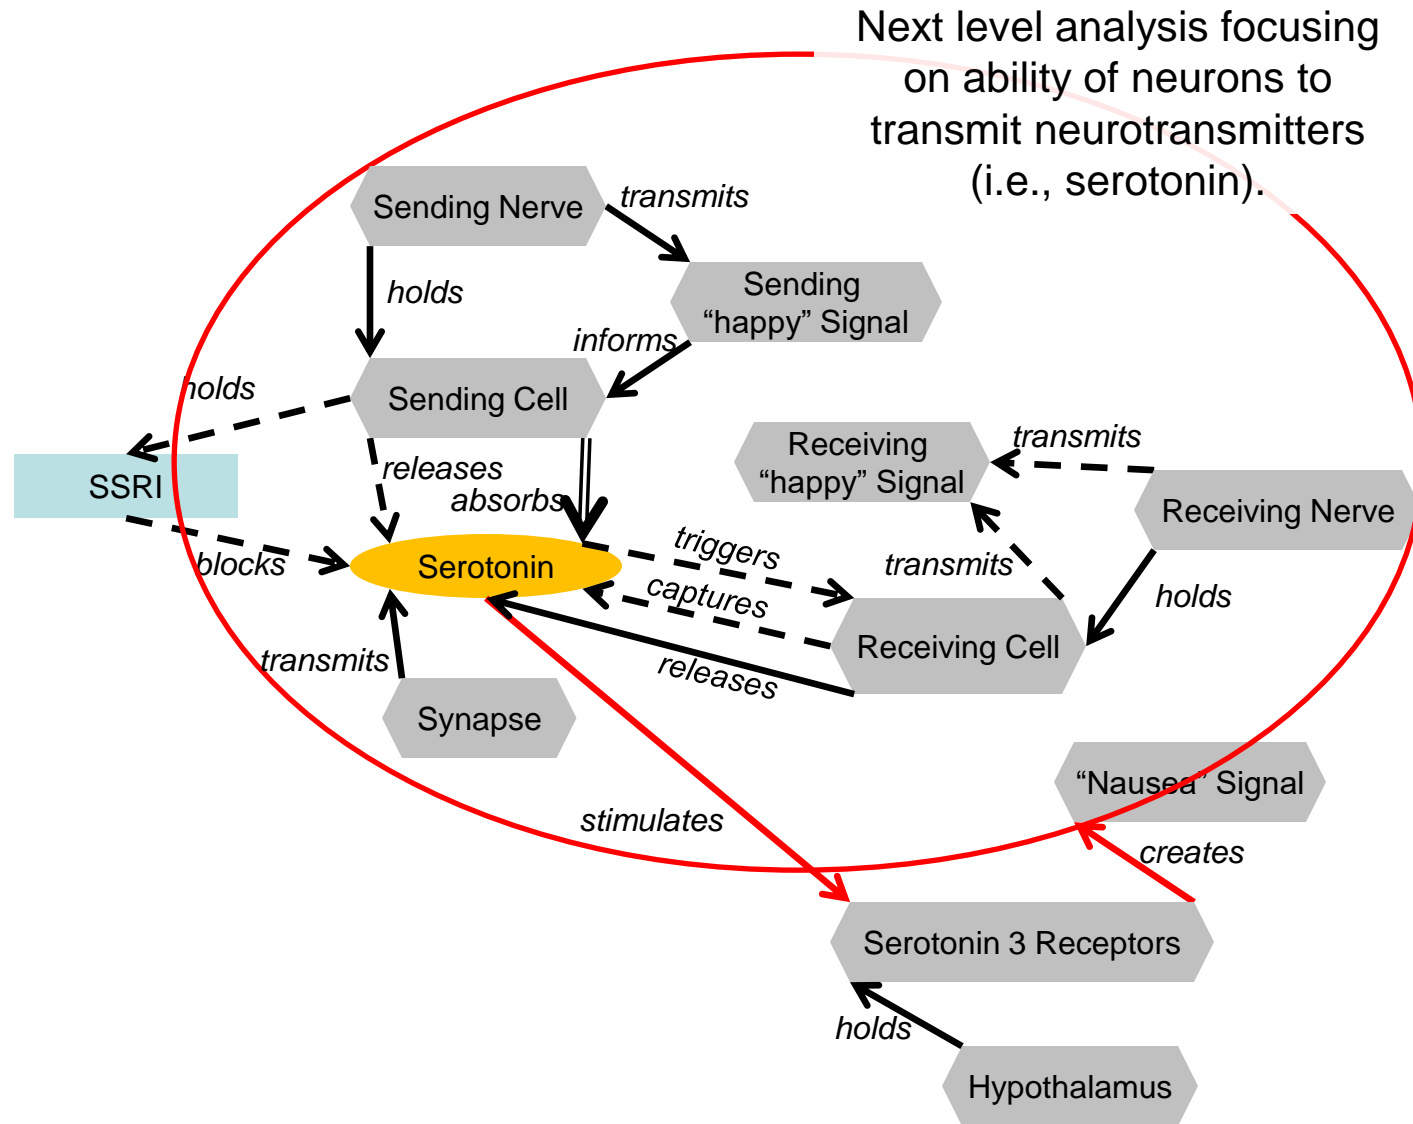 Next level analysis focusing
on ability of neurons to
transmit neurotransmitters
(i.e., serotonin).
Sending Nerve
transmits
holds
Sending
“happy” Signal
informs
holds
Sending Cell
Receiving
“happy” Signal
transmits
SSRI
releases
absorbs
Receiving Nerve
blocks
Serotonin
triggers
captures
transmits
holds
transmits
releases
Receiving Cell
Synapse
“Nausea” Signal
stimulates
creates
Serotonin 3 Receptors
holds
Hypothalamus